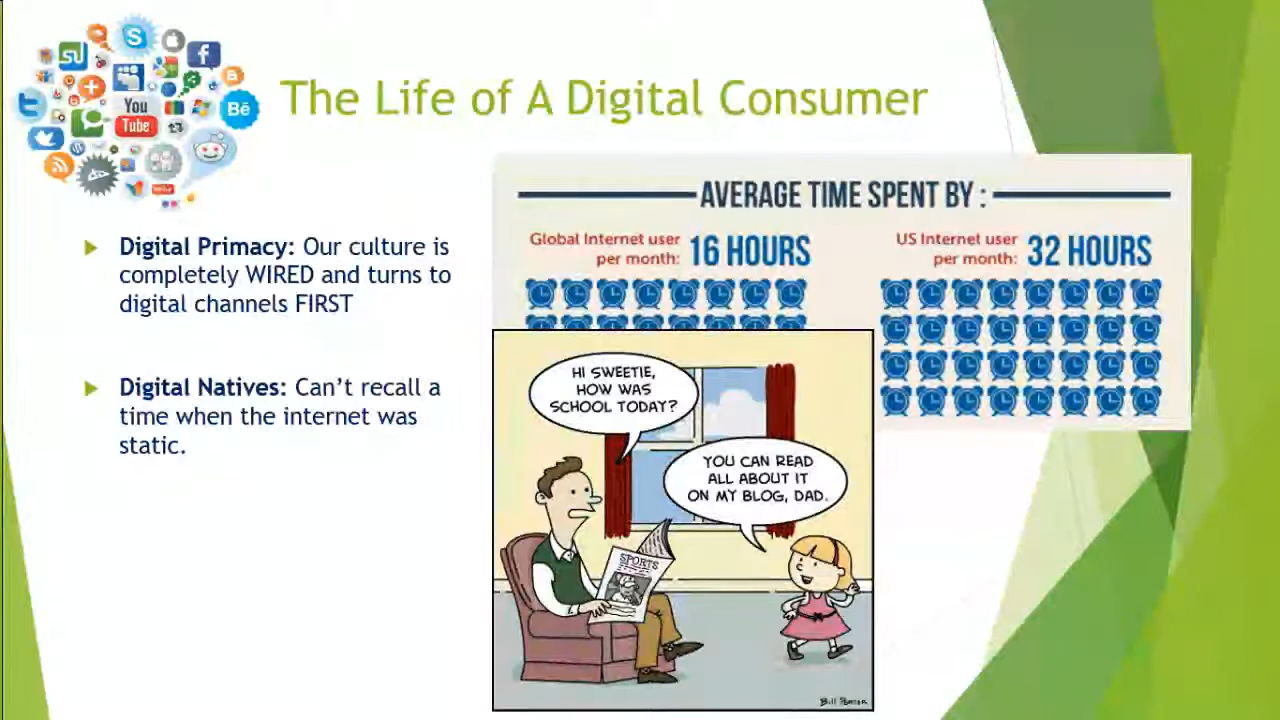 The Life of A Digital Consumer
You
Tube
Bē
Digital Primacy: Our culture is
completely WIRED and turns to
digital channels FIRST
Digital Natives: Can't recall a
time when the internet was
static.
AVERAGE TIME SPENT BY :
Global Internet user
per month: 16 HOURS
US Internet user
per month: 32 HOURS
HI SWEETIE,
HOW WAS
SCHOOL TODAY?
YOU CAN READ
ALL ABOUT IT
ON MY BLOG, DAD.
SPORTS